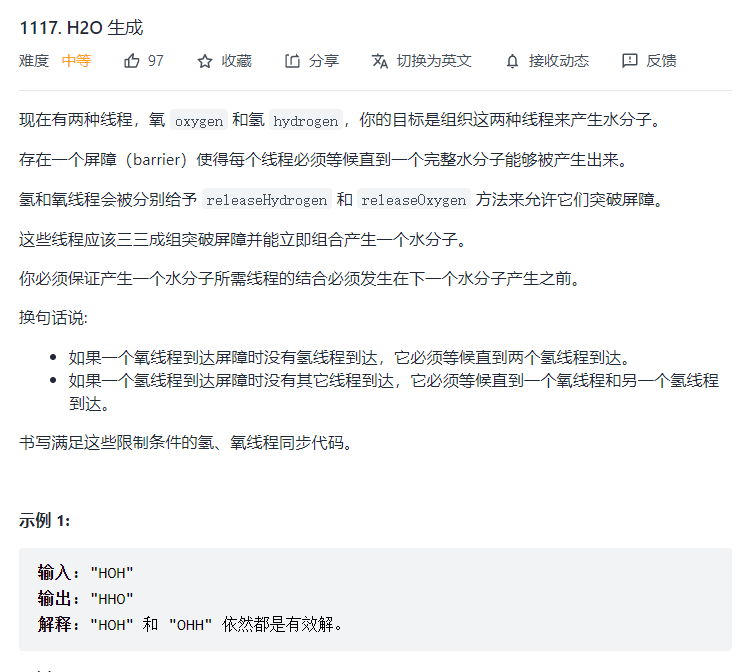 1117. H2O 生成
难度 中等 97 收藏 分享 切换为英文 接收动态 反馈
现在有两种线程，氧 oxygen 和氢 hydrogen，你的目标是组织这两种线程来产生水分子。
存在一个屏障（barrier）使得每个线程必须等候直到一个完整水分子能够被产生出来。
氢和氧线程会被分别给予 releaseHydrogen 和 releaseOxygen 方法来允许它们突破屏障。
这些线程应该三三成组突破屏障并能立即组合产生一个水分子。
你必须保证产生一个水分子所需线程的结合必须发生在下一个水分子产生之前。
换句话说:
• 如果一个氧线程到达屏障时没有氢线程到达，它必须等候直到两个氢线程到达。
• 如果一个氢线程到达屏障时没有其它线程到达，它必须等候直到一个氧线程和另一个氢线程
到达。
书写满足这些限制条件的氢、氧线程同步代码。
示例 1:
输入: "HOH"
输出: "HHO"
解释: "HOH" 和 "OHH" 依然都是有效解。